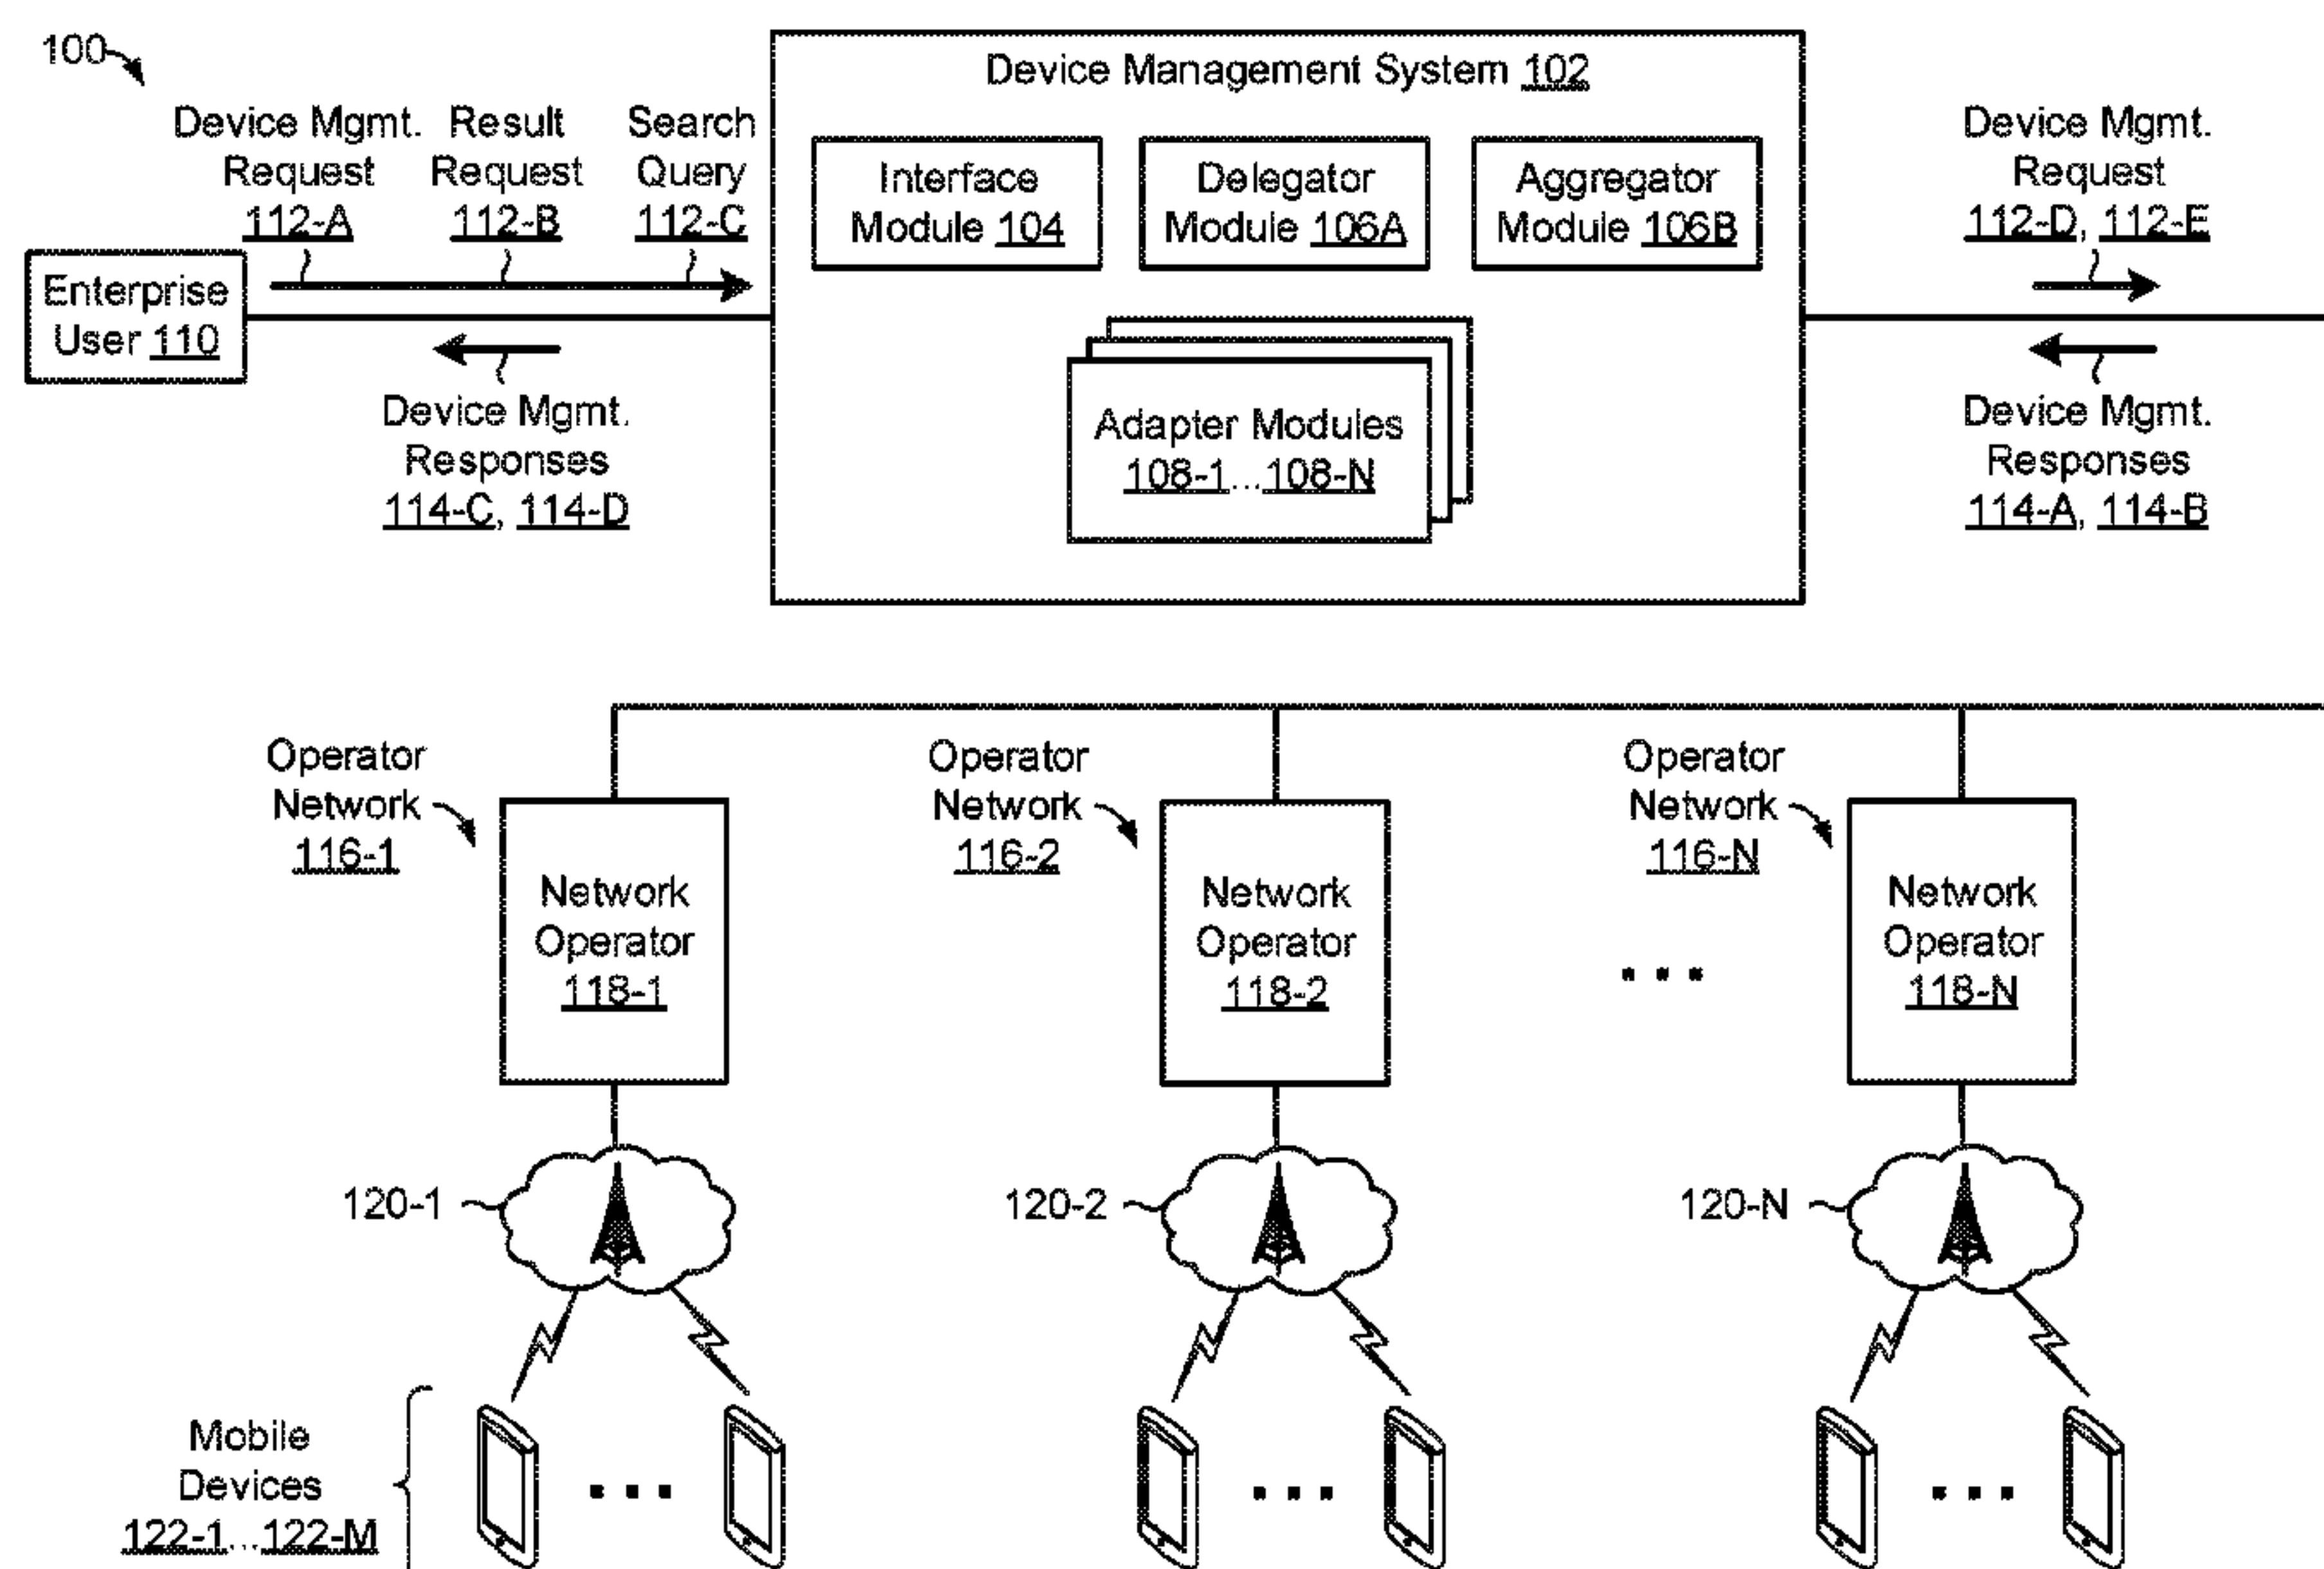 100
Device Management System 102
Device Mgmt.
Request
112-A
Result
Request
112-B
Search
Query
112-C
Interface
Module 104
Delegator
Module 106A
Aggregator
Module 106B
Device Mgmt.
Request
112-D, 112-E
Enterprise
User 110
Device Mgmt.
Responses
114-C, 114-D
Adapter Modules
108-1...108-N
Device Mgmt.
Responses
114-A, 114-B
Operator
Network
116-1
Operator
Network
116-2
Operator
Network
116-N
Network
Operator
118-1
Network
Operator
118-2
...
Network
Operator
118-N
120-1
120-2
120-N
Mobile
Devices
122-1...122-M
...
...
...